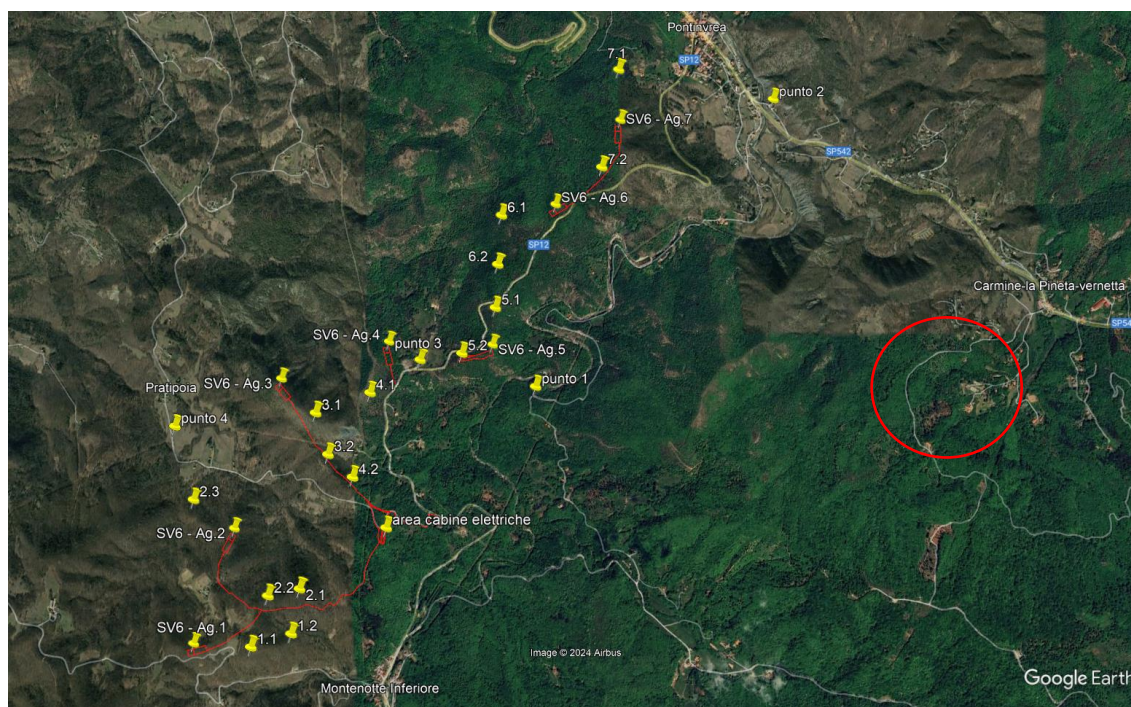 Pontinvrea
7.1
SP12
punto 2
SV6 - Ag.7
SP542
7.2
SV6 - Ag.6
6.1
SP12
6.2
Carmine-la Pineta-vernetta
5.1
SP54
SV6 - Ag.4
punto 3
5.2
SV6 - Ag.5
SV6 - Ag.3
punto 1
Pratipoia
4.1
3.1
punto 4
3.2
4.2
2.3
area cabine elettriche
SV6 - Ag.2
2.2
2.1
SV6 - Ag.1
1.2
1.1
Image © 2024 Airbus
Google Earth
Montenotte Inferiore